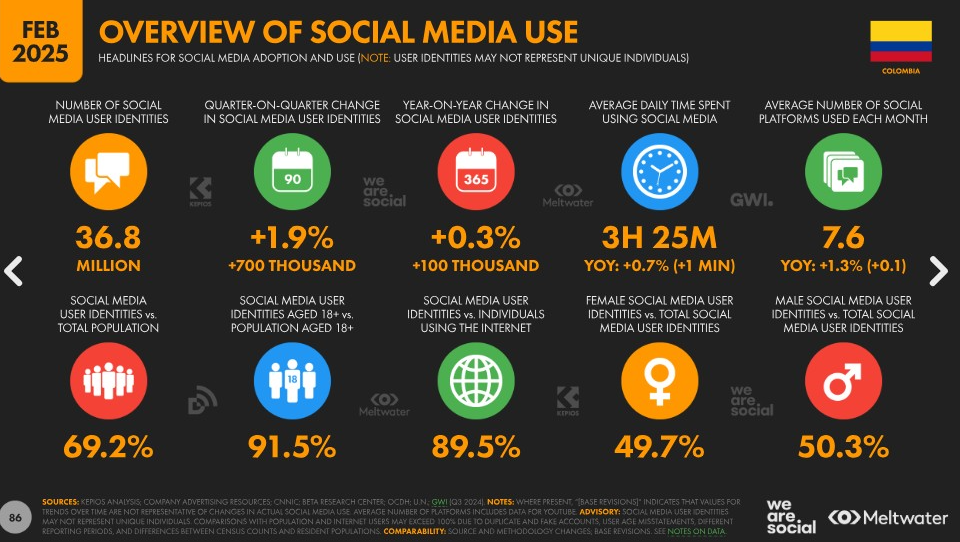 FEB
2025
OVERVIEW OF SOCIAL MEDIA USE
HEADLINES FOR SOCIAL MEDIA ADOPTION AND USE (NOTE: USER IDENTITIES MAY NOT REPRESENT UNIQUE INDIVIDUALS)
COLOMBIA
NUMBER OF SOCIAL
MEDIA USER IDENTITIES
QUARTER-ON-QUARTER CHANGE
IN SOCIAL MEDIA USER IDENTITIES
YEAR-ON-YEAR CHANGE IN
SOCIAL MEDIA USER IDENTITIES
AVERAGE DAILY TIME SPENT
USING SOCIAL MEDIA
AVERAGE NUMBER OF SOCIAL
PLATFORMS USED EACH MONTH
90
365
KEPIOS
we
are
social
Meltwater
GWI.
36.8
MILLION
+1.9%
+700 THOUSAND
+0.3%
+100 THOUSAND
3H 25M
YOY: +0.7% (+1 MIN)
7.6
YOY: +1.3% (+0.1)
SOCIAL MEDIA
USER IDENTITIES vs.
TOTAL POPULATION
SOCIAL MEDIA USER
IDENTITIES AGED 18+ vs.
POPULATION AGED 18+
SOCIAL MEDIA USER
IDENTITIES vs. INDIVIDUALS
USING THE INTERNET
FEMALE SOCIAL MEDIA USER
IDENTITIES vs. TOTAL SOCIAL
MEDIA USER IDENTITIES
MALE SOCIAL MEDIA USER
IDENTITIES vs. TOTAL SOCIAL
MEDIA USER IDENTITIES
18
Meltwater
KEPIOS
we
are
social
69.2%
91.5%
89.5%
49.7%
50.3%
86
SOURCES: KEPIOS ANALYSIS; COMPANY ADVERTISING RESOURCES; CNNIC; BETA RESEARCH CENTER; OCDH; U.N.; GWI (Q3 2024). NOTES: WHERE PRESENT, "[BASE REVISIONS]" INDICATES THAT VALUES FOR
TRENDS OVER TIME ARE NOT REPRESENTATIVE OF CHANGES IN ACTUAL SOCIAL MEDIA USE. AVERAGE NUMBER OF PLATFORMS INCLUDES DATA FOR YOUTUBE. ADVISORY: SOCIAL MEDIA USER IDENTITIES
MAY NOT REPRESENT UNIQUE INDIVIDUALS. COMPARISONS WITH POPULATION AND INTERNET USERS MAY EXCEED 100% DUE TO DUPLICATE AND FAKE ACCOUNTS, USER AGE MISSTATEMENTS, DIFFERENT
REPORTING PERIODS, AND DIFFERENCES BETWEEN CENSUS COUNTS AND RESIDENT POPULATIONS. COMPARABILITY: SOURCE AND METHODOLOGY CHANGES; BASE REVISIONS. SEE NOTES ON DATA.
we
are
social
Meltwater